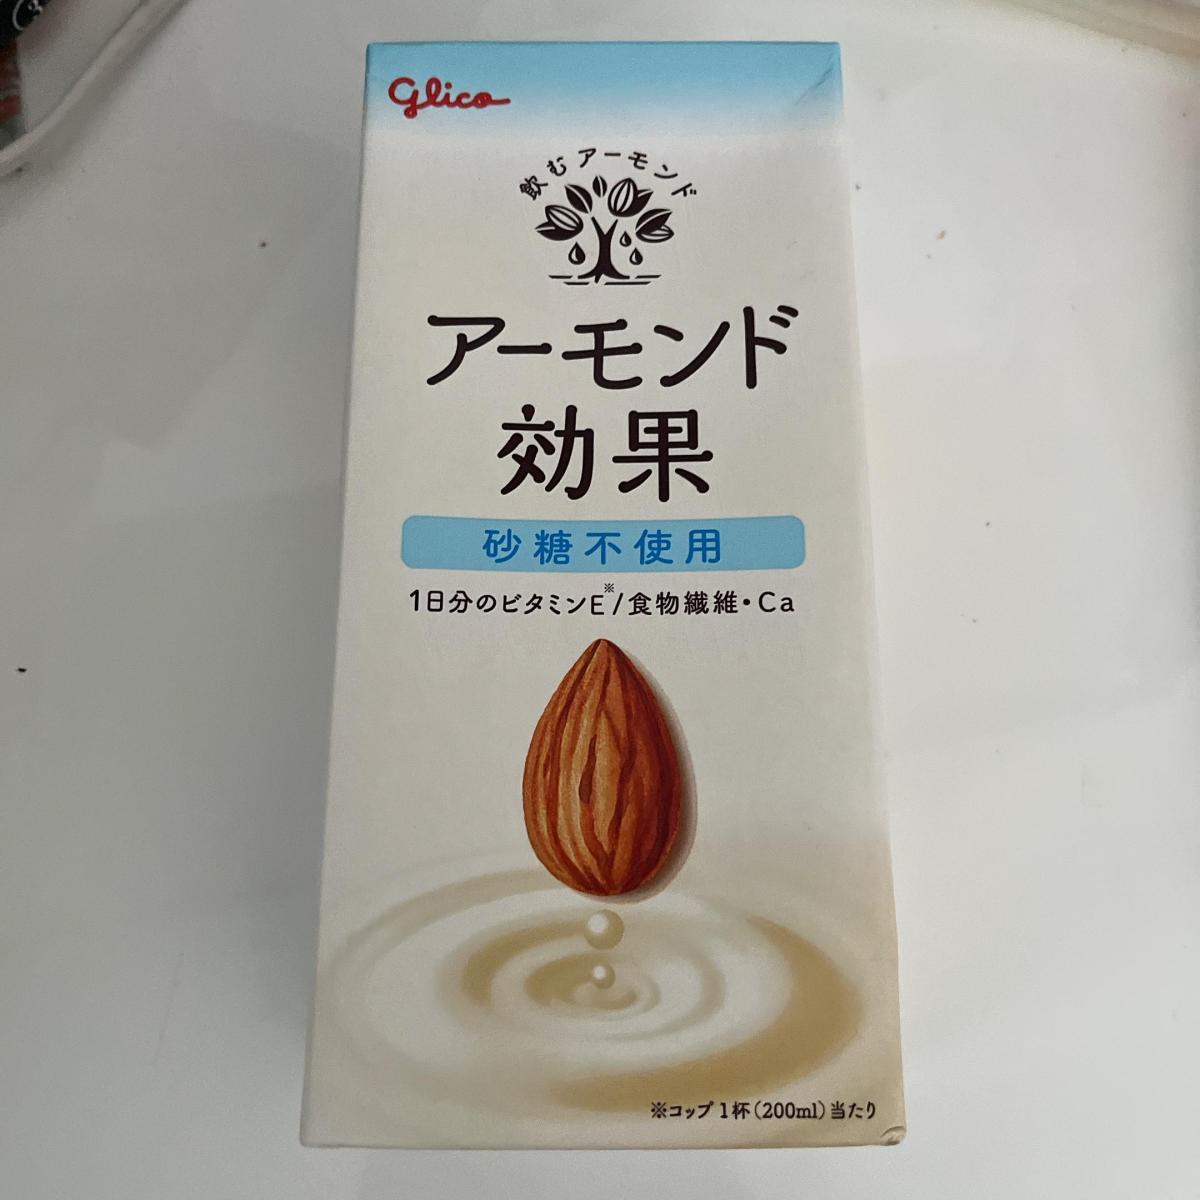 Glico
飲むアーモンド
アーモンド
効果
砂糖不使用
1日分のビタミンE※/食物繊維・Ca
※コップ1杯(200ml)当たり